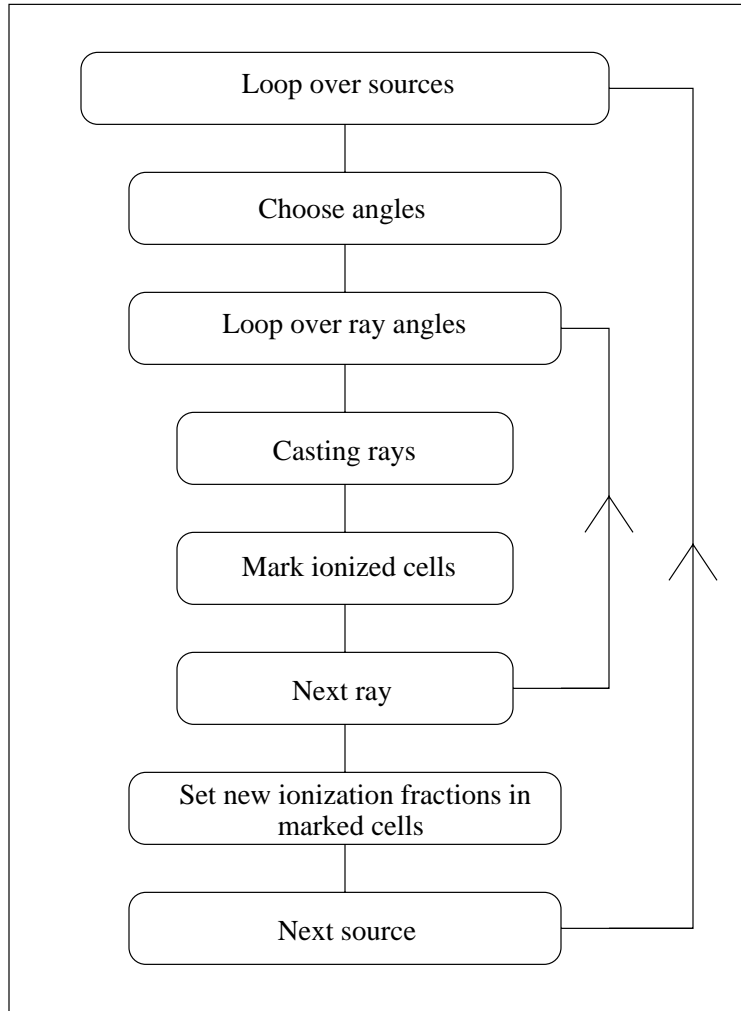 Loop over sources
Choose angles
Loop over ray angles
Casting rays
Mark ionized cells
Next ray
Set new ionization fractions in
marked cells
Next source